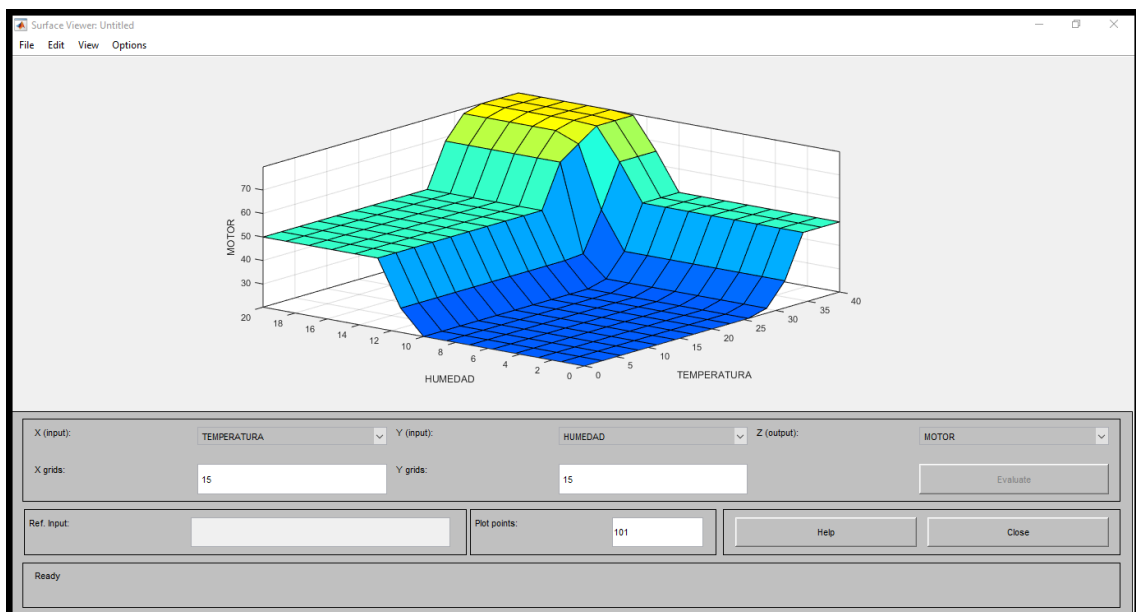 Surface Viewer: Untitled
File Edit View Options
70
60
50
40
30
MOTOR
20
18
16
14
12
10
8
6
4
2
0
HUMEDAD
0
5
10
15
20
25
30
35
40
TEMPERATURA
X (input): TEMPERATURA Y (input): HUMEDAD Z (output): MOTOR
X grids: 15 Y grids: 15 Evaluate
Ref. Input: Plot points: 101 Help Close
Ready